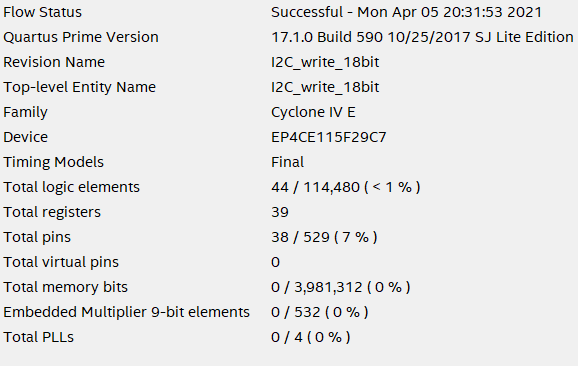 Flow Status Successful - Mon Apr 05 20:31:53 2021
Quartus Prime Version 17.1.0 Build 590 10/25/2017 SJ Lite Edition
Revision Name I2C_write_18bit
Top-level Entity Name I2C_write_18bit
Family Cyclone IV E
Device EP4CE115F29C7
Timing Models Final
Total logic elements 44 / 114,480 ( < 1 % )
Total registers 39
Total pins 38 / 529 ( 7 % )
Total virtual pins 0
Total memory bits 0 / 3,981,312 ( 0 % )
Embedded Multiplier 9-bit elements 0 / 532 ( 0 % )
Total PLLs 0 / 4 ( 0 % )